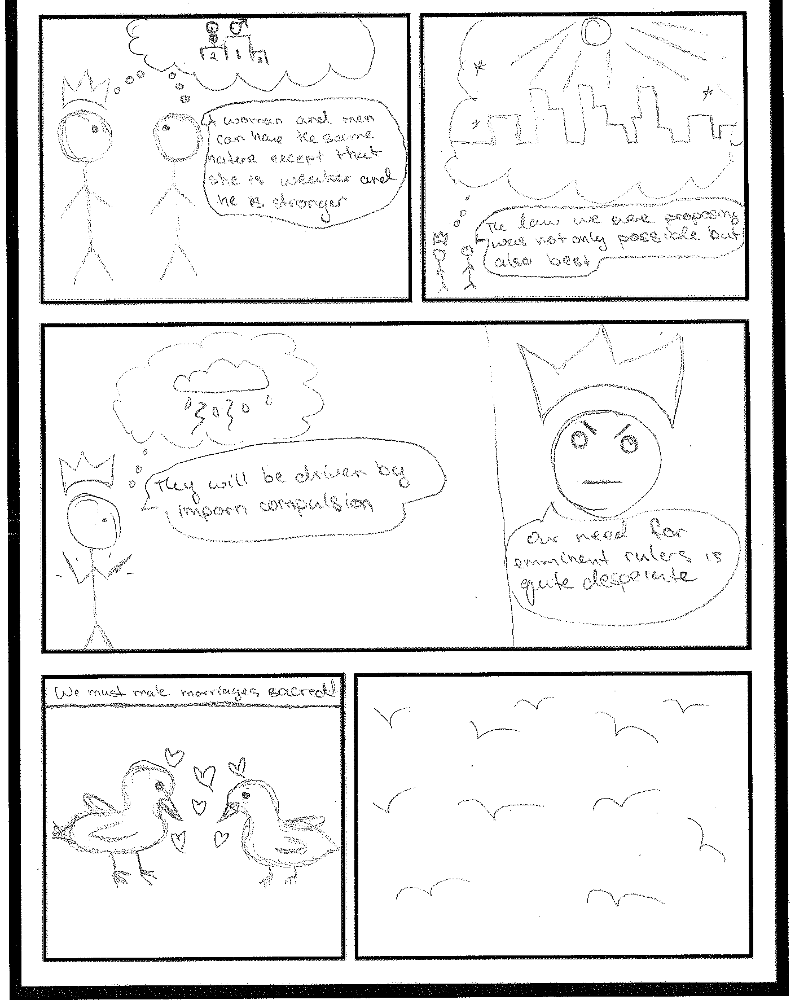 2 1 3
A woman and men
can have the same
nature except that
she is weaker and
he is stronger
The law we were proposing
was not only possible but
also best
They will be driven by
imporn compulsion
Our need for
emminent rulers is
quite desperate
We must make marriages sacred!